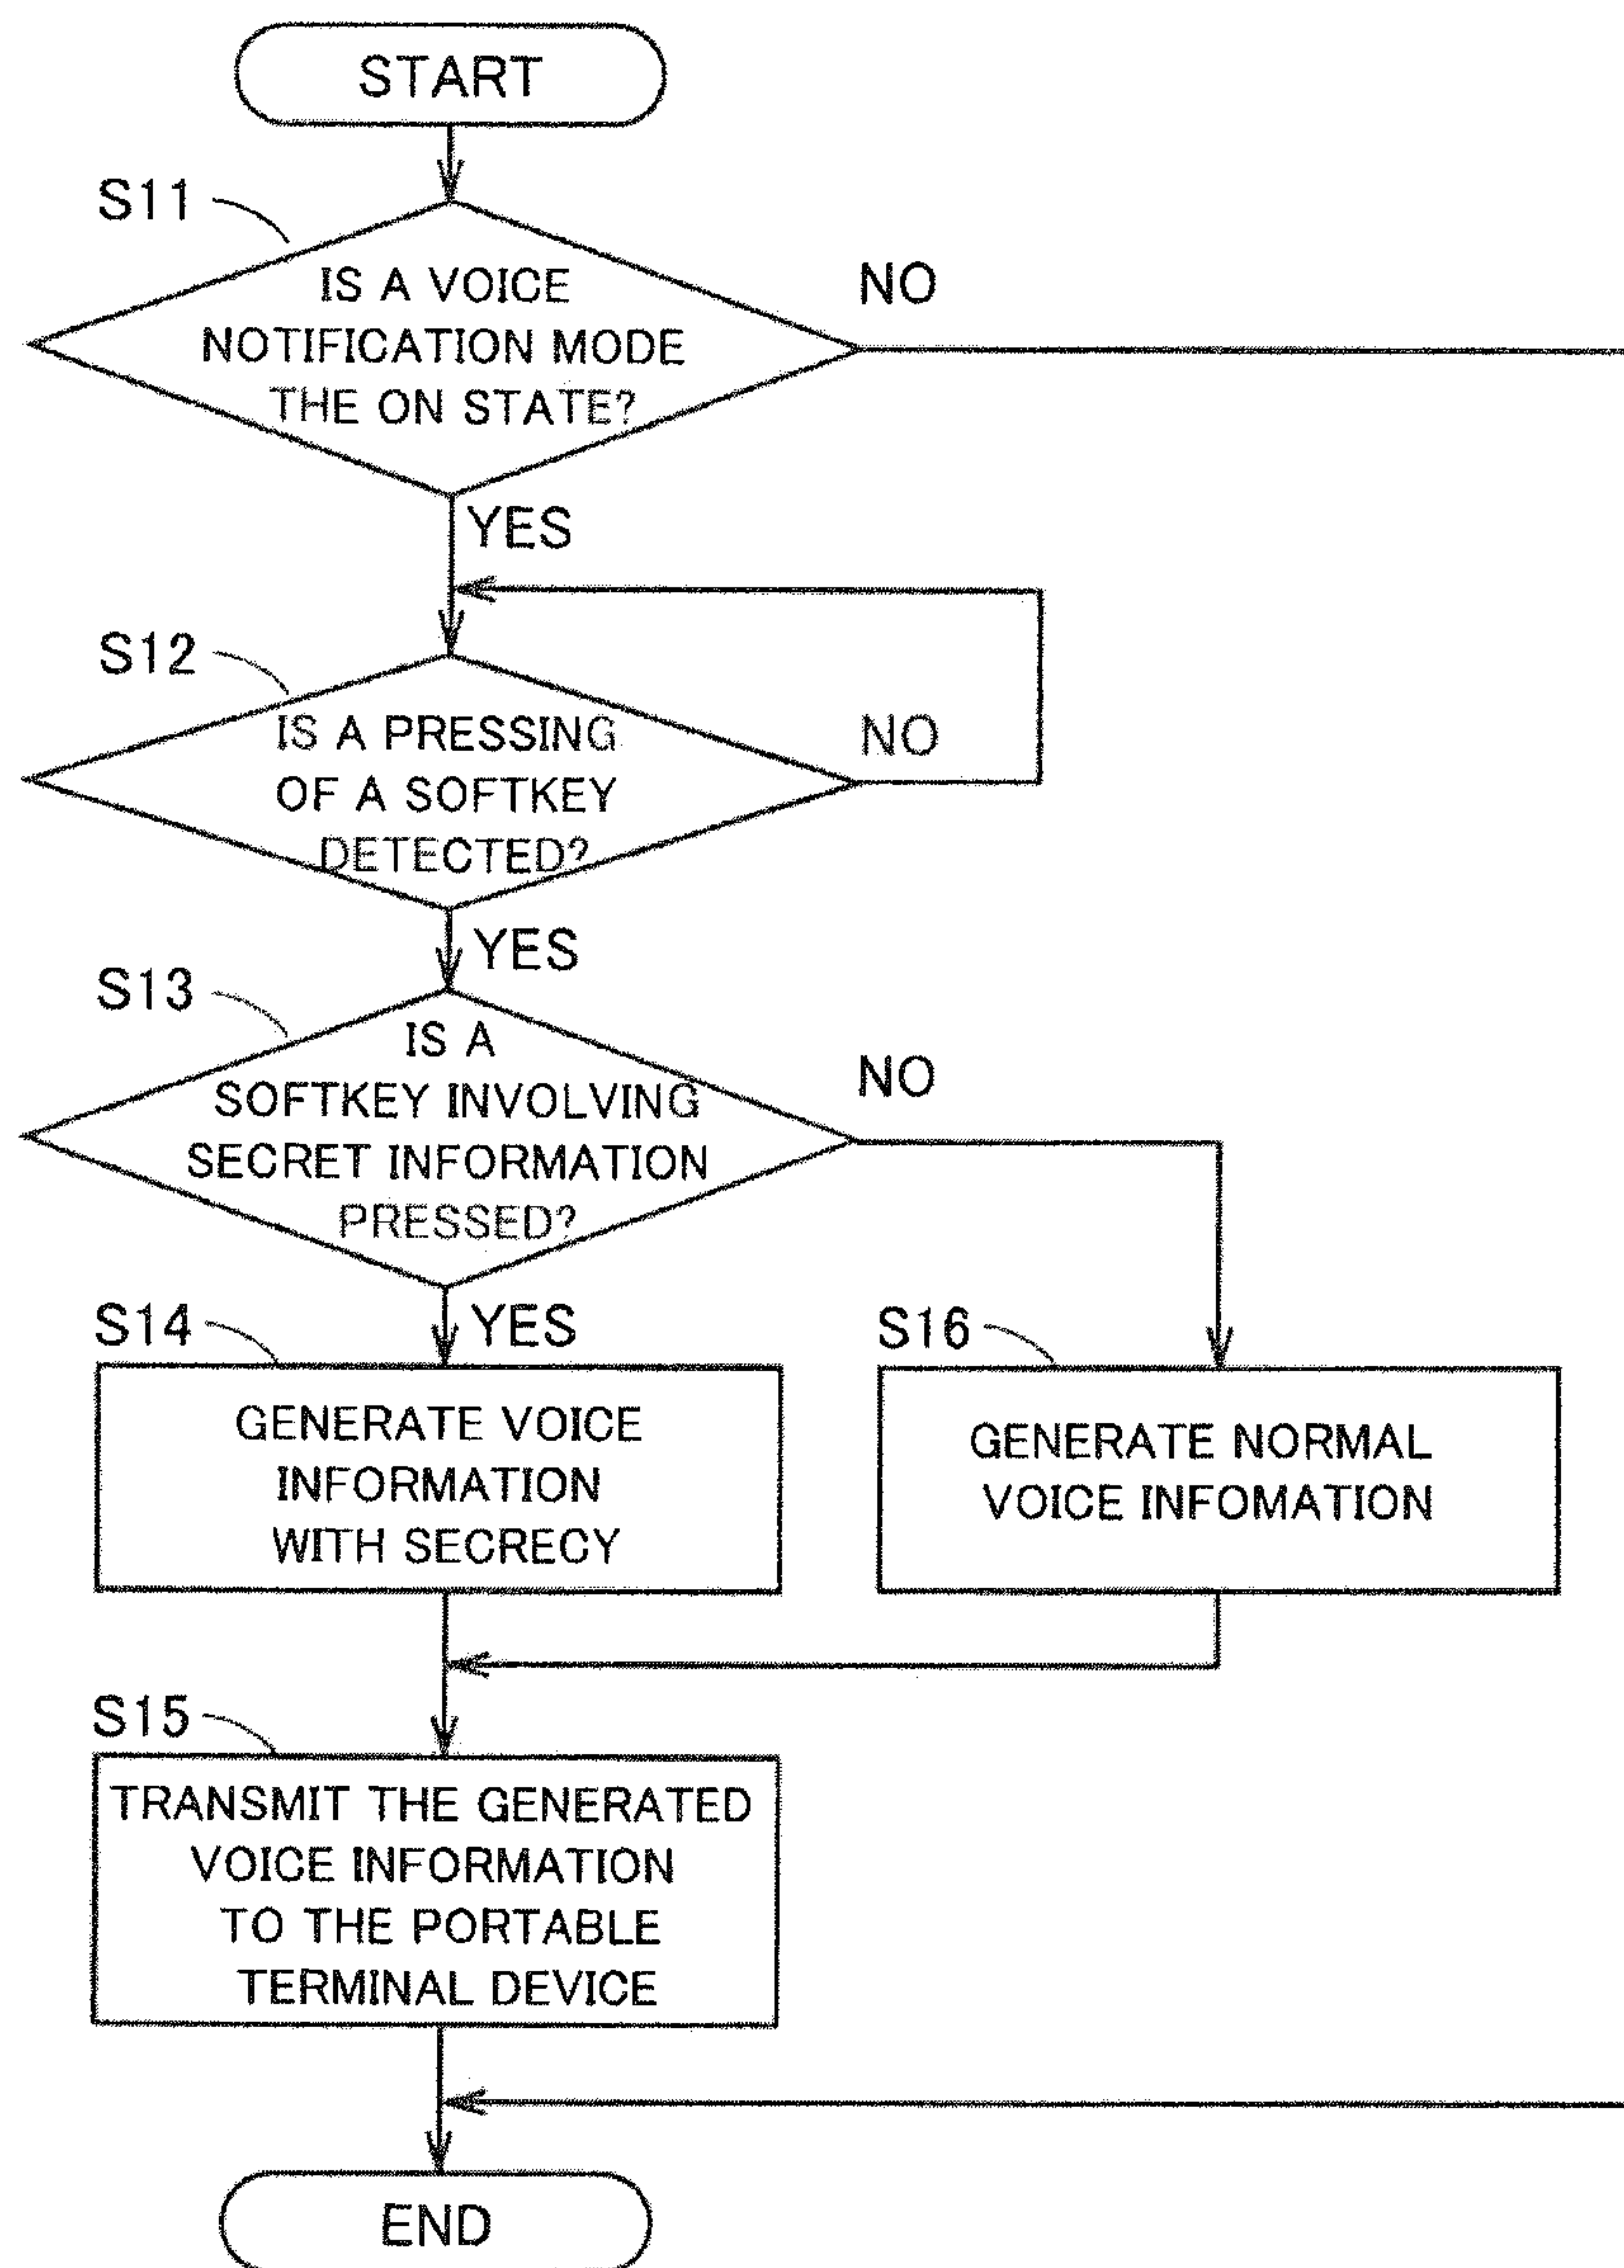 START
S11
IS A VOICE
NOTIFICATION MODE
THE ON STATE?
NO
YES
S12
IS A PRESSING
OF A SOFTKEY
DETECTED?
NO
YES
S13
IS A
SOFTKEY INVOLVING
SECRET INFORMATION
PRESSED?
NO
YES
S14
GENERATE VOICE
INFORMATION
WITH SECRECY
S16
GENERATE NORMAL
VOICE INFOMATION
S15
TRANSMIT THE GENERATED
VOICE INFORMATION
TO THE PORTABLE
TERMINAL DEVICE
END